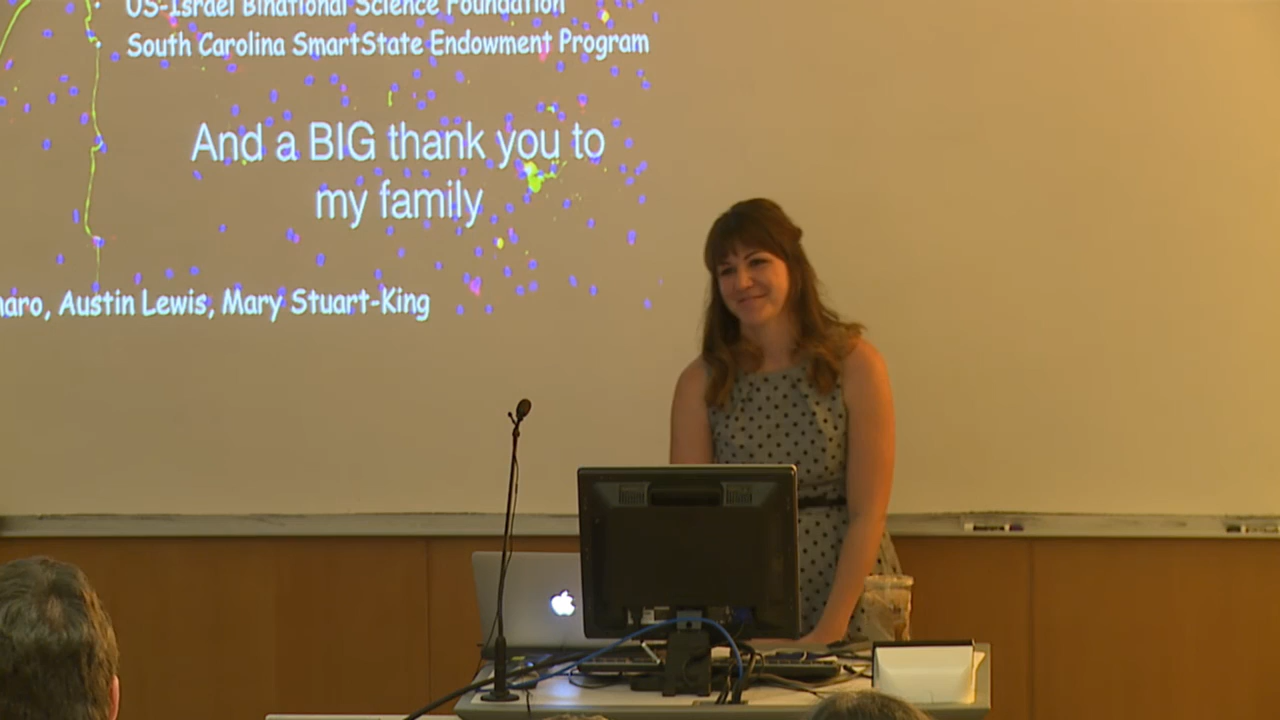 US-Israel Binational Science Foundation
South Carolina SmartState Endowment Program
And a BIG thank you to
my family
Austin Lewis, Mary Stuart-King